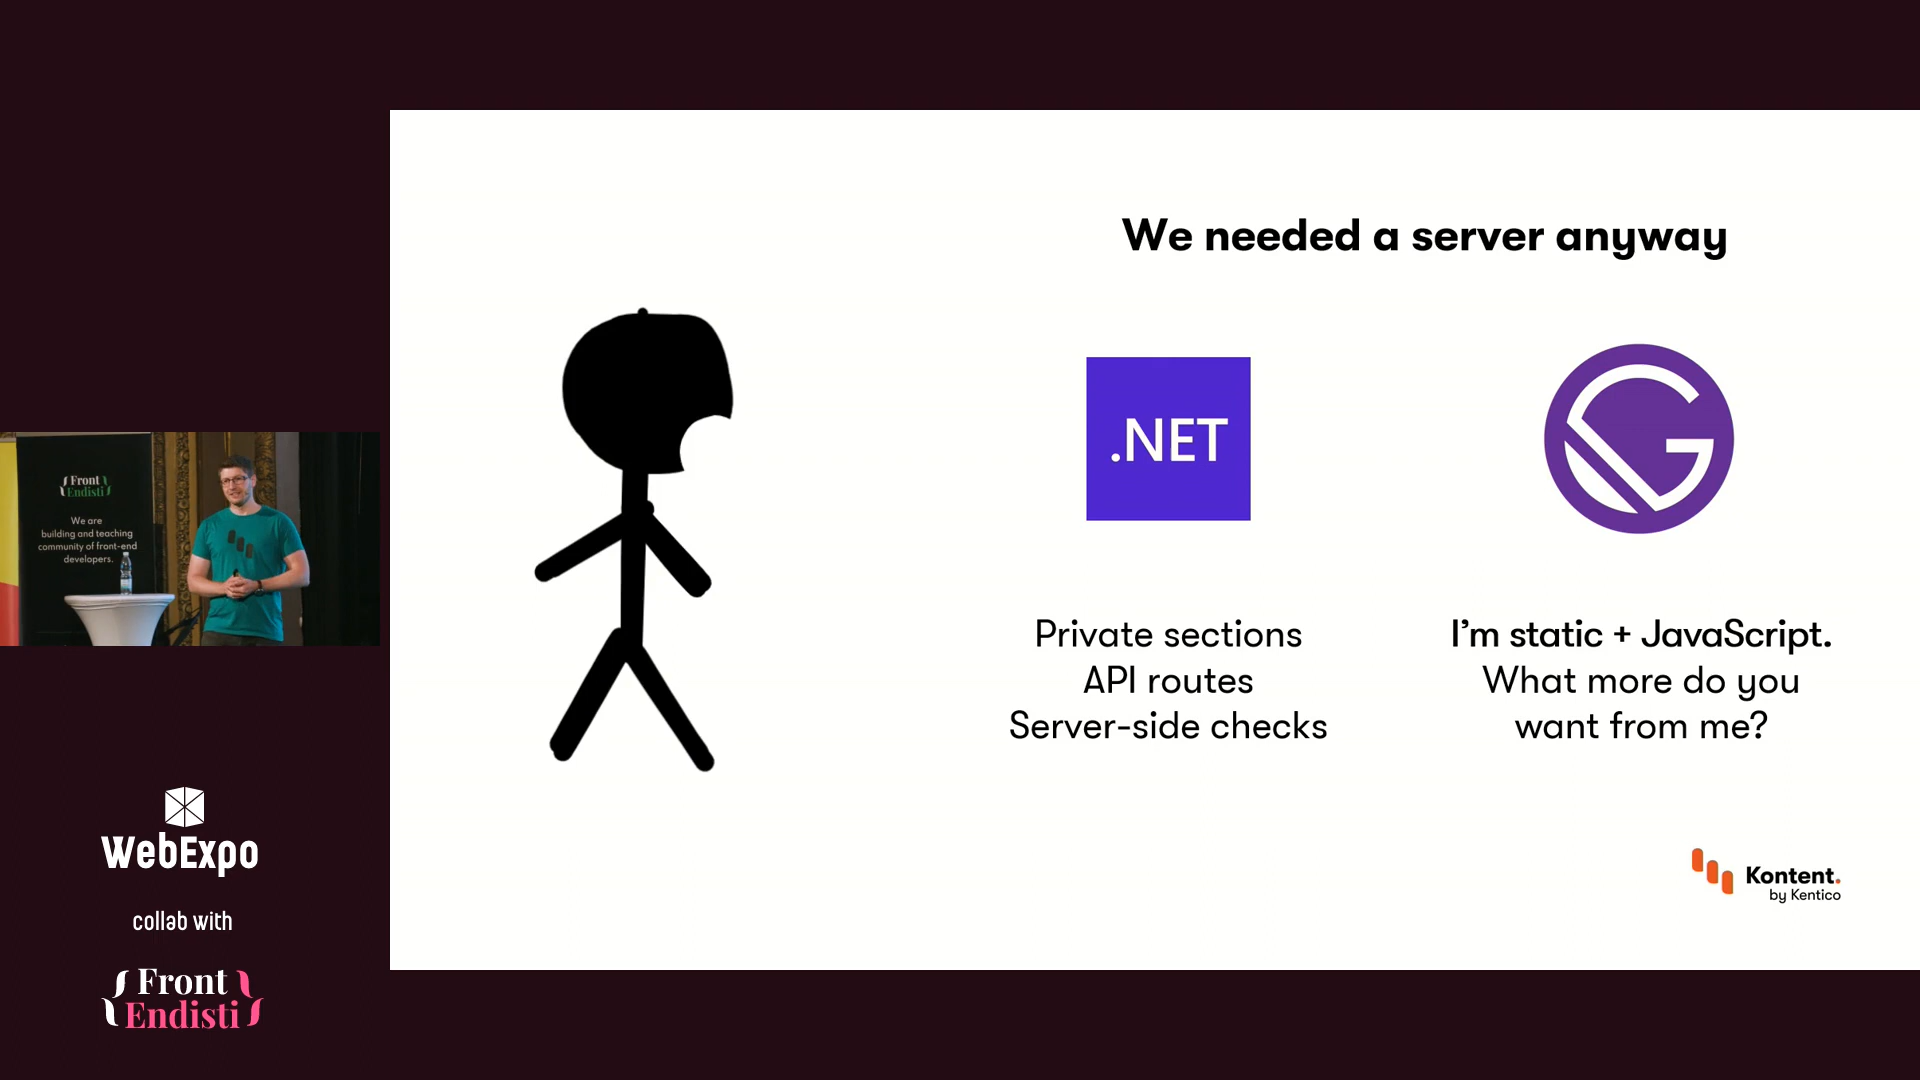 We needed a server anyway
.NET
Private sections
API routes
Server-side checks
I'm static + JavaScript.
What more do you
want from me?
Kontent.
by Kentico
{Front
Endisti}
We are
building and teaching
community of front-end
developers.
WebExpo
collab with
{Front}
{Endisti}